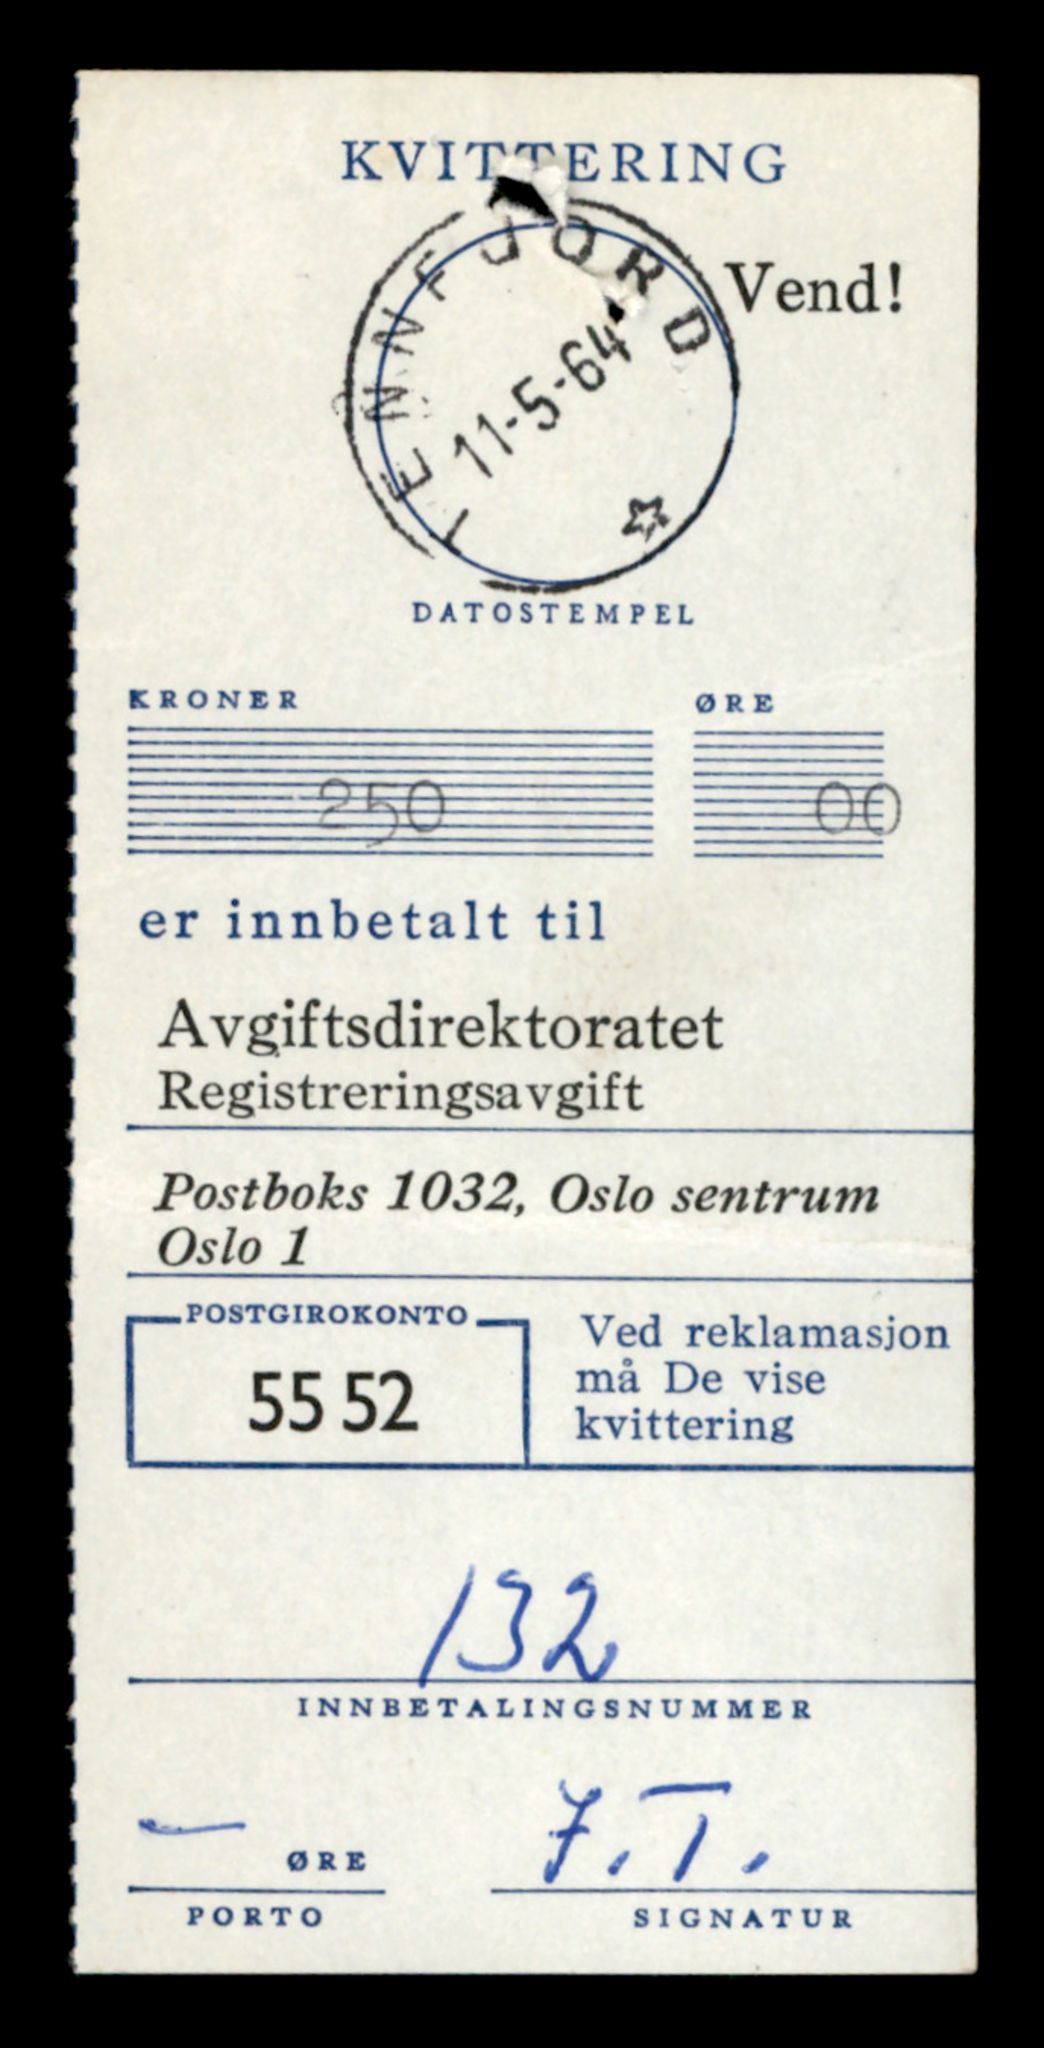 KVITTERING
Vend!
TENNFJORD
11-5-64
DATOSTEMPEL
KRONER ØRE
250 00
er innbetalt til
Avgiftsdirektoratet
Registreringsavgift
Postboks 1032, Oslo sentrum
Oslo 1
POSTGIROKONTO
55 52
Ved reklamasjon
må De vise
kvittering
132
INNBETALINGSNUMMER
— ØRE
PORTO
J.T.
SIGNATUR